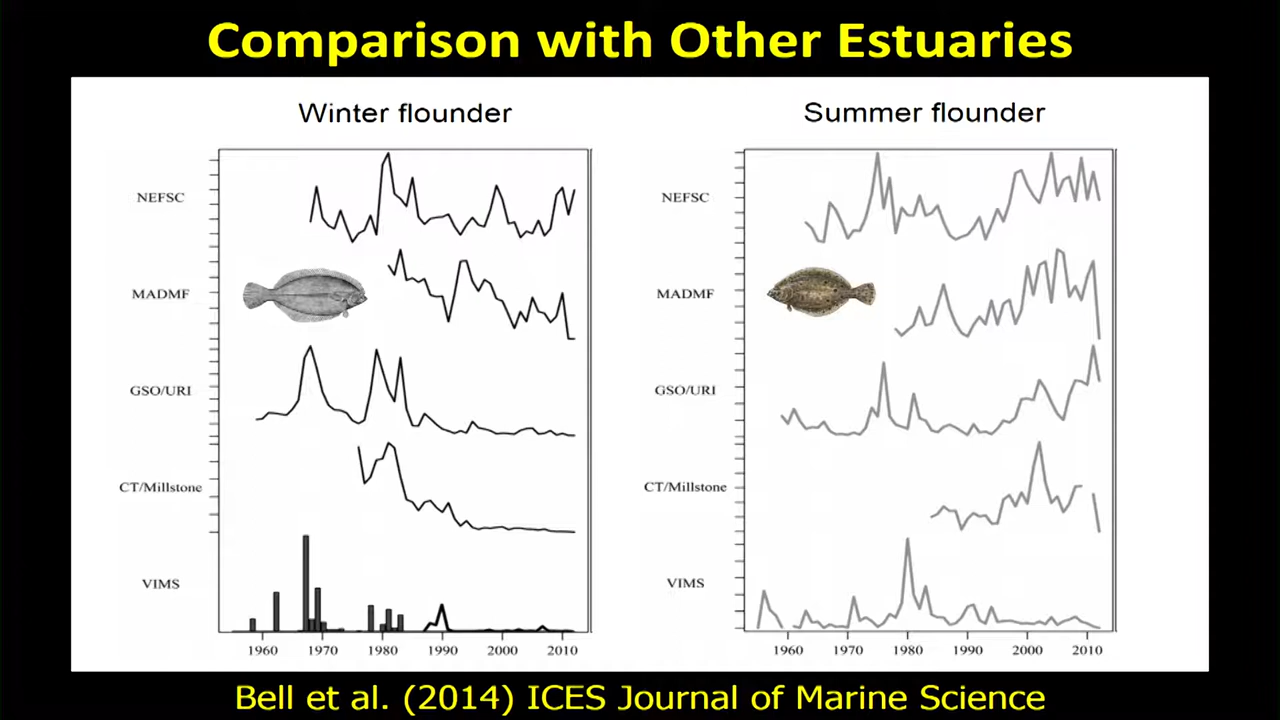 Comparison with Other Estuaries
Winter flounder
NEFSC
MADMF
GSO/URI
CT/Millstone
VIMS
1960 1970 1980 1990 2000 2010
Summer flounder
NEFSC
MADMF
GSO/URI
CT/Millstone
VIMS
1960 1970 1980 1990 2000 2010
Bell et al. (2014) ICES Journal of Marine Science